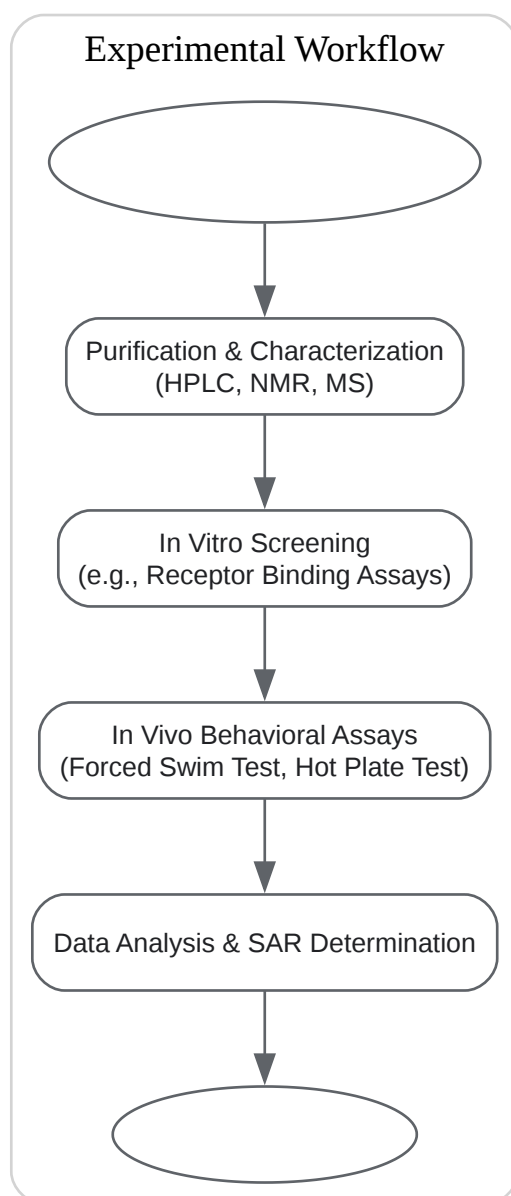 Experimental Workflow
Purification & Characterization
(HPLC, NMR, MS)
In Vitro Screening
(e.g., Receptor Binding Assays)
In Vivo Behavioral Assays
(Forced Swim Test, Hot Plate Test)
Data Analysis & SAR Determination